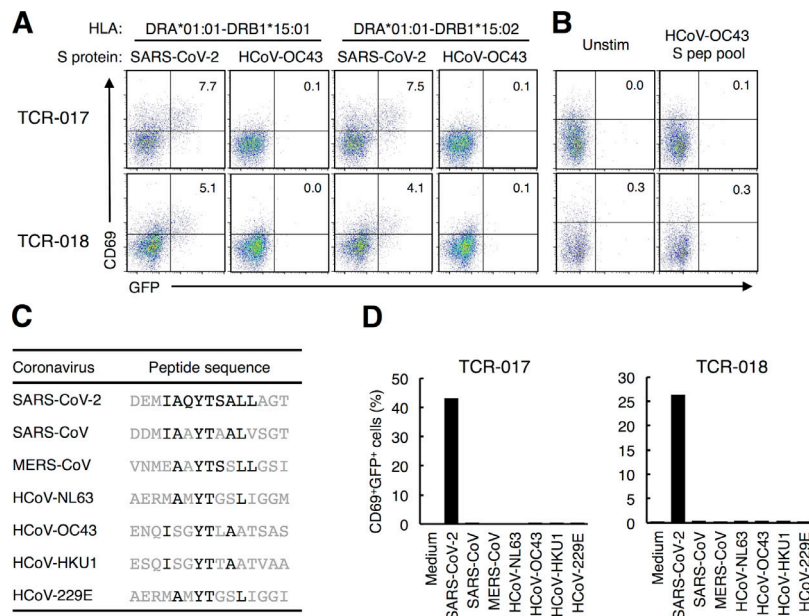 A
HLA: DRA*01:01-DRB1*15:01 DRA*01:01-DRB1*15:02
S protein: SARS-CoV-2 HCoV-OC43 SARS-CoV-2 HCoV-OC43
TCR-017
7.7 0.1 7.5 0.1
TCR-018
5.1 0.0 4.1 0.1
CD69
GFP
B
Unstim HCoV-OC43
S pep pool
0.0 0.1
0.3 0.3
C
Coronavirus Peptide sequence
SARS-CoV-2 DEMIAQYTSALLAGT
SARS-CoV DDMIAAYTAALVSGT
MERS-CoV VNMEAAYTSSLLGSI
HCoV-NL63 AERMAMYTGSLIGGM
HCoV-OC43 ENQISGYTLAATSAS
HCoV-HKU1 ESQISGYTTAATVAA
HCoV-229E AERMAMYTGSLIGGI
D
TCR-017
CD69+GFP+ cells (%)
50
40
30
20
10
0
Medium
SARS-CoV-2
SARS-CoV
MERS-CoV
HCoV-NL63
HCoV-OC43
HCoV-HKU1
HCoV-229E
TCR-018
30
25
20
15
10
5
0
Medium
SARS-CoV-2
SARS-CoV
MERS-CoV
HCoV-NL63
HCoV-OC43
HCoV-HKU1
HCoV-229E